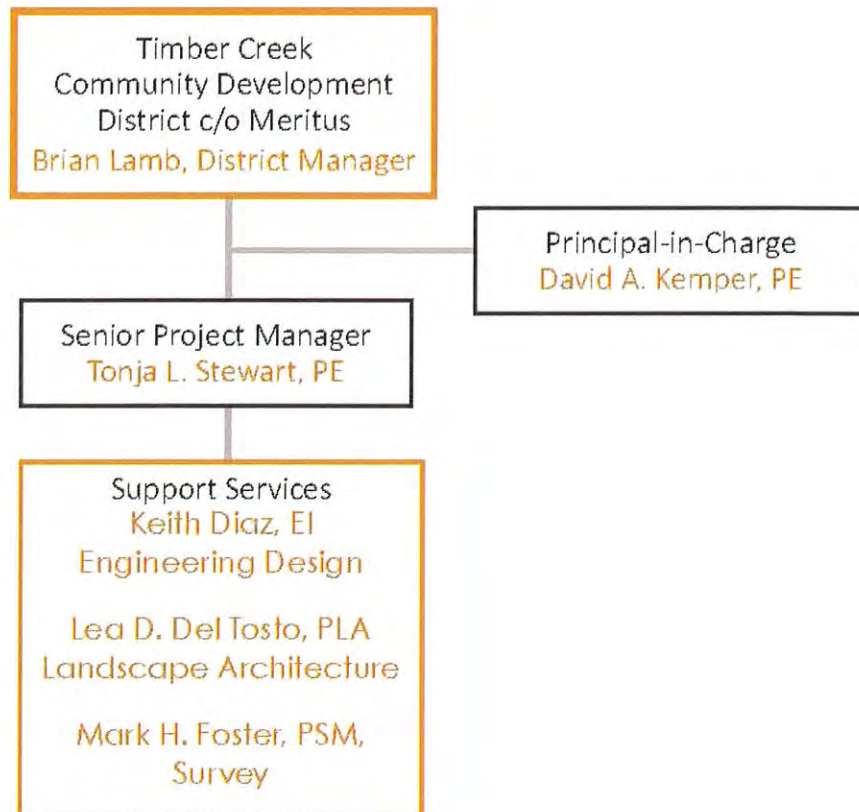 Timber Creek
Community Development
District c/o Meritus
Brian Lamb, District Manager
Principal-in-Charge
David A. Kemper, PE
Senior Project Manager
Tonja L. Stewart, PE
Support Services
Keith Diaz, EI
Engineering Design
Lea D. Del Tosto, PLA
Landscape Architecture
Mark H. Foster, PSM,
Survey